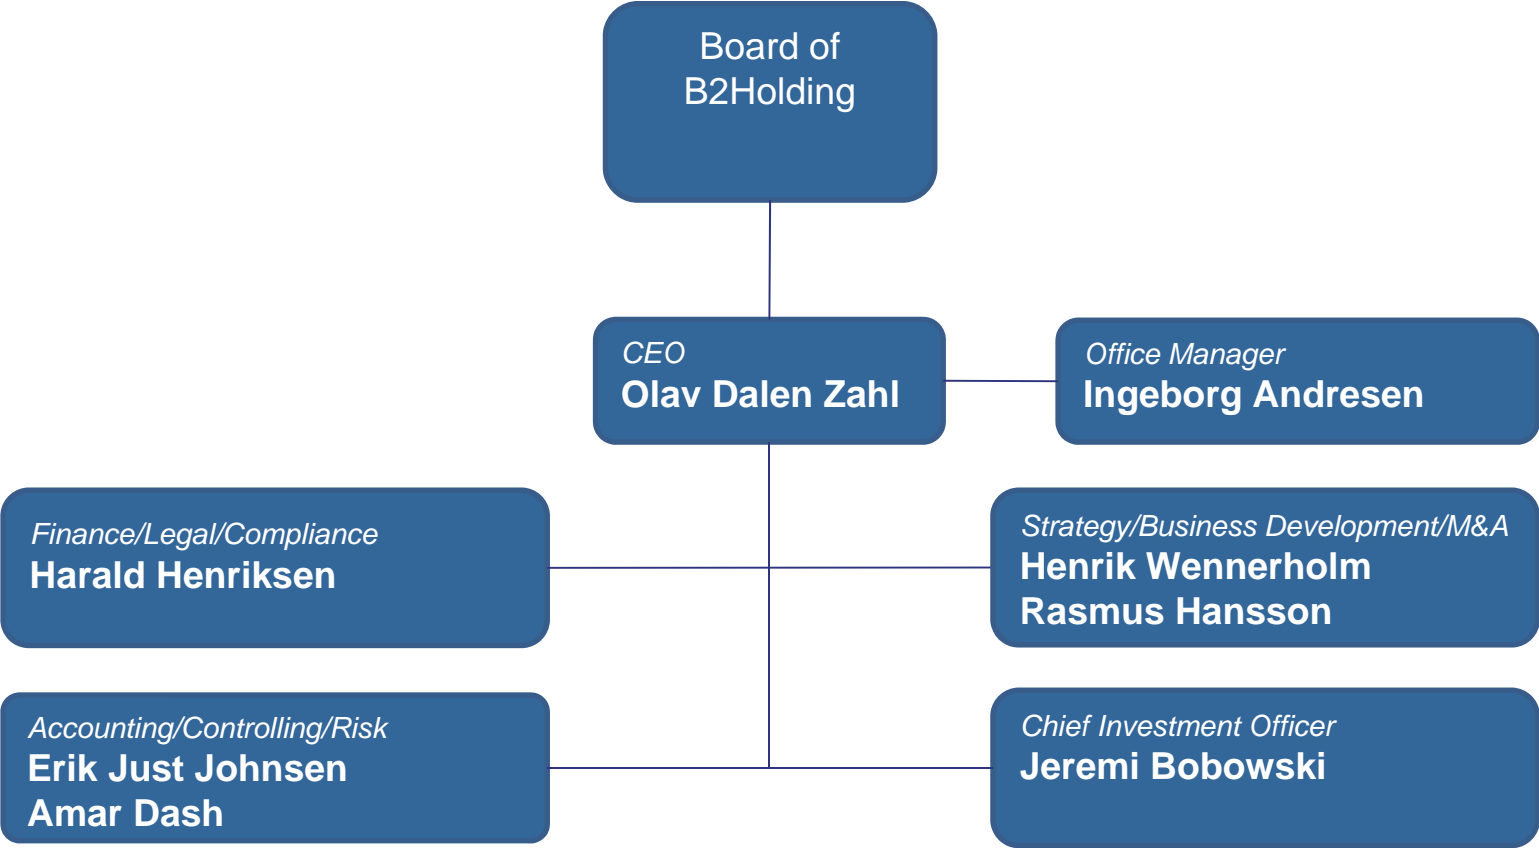 Board of
B2Holding
CEO
Olav Dalen Zahl
Office Manager
Ingeborg Andresen
Finance/Legal/Compliance
Harald Henriksen
Strategy/Business Development/M&A
Henrik Wennerholm
Rasmus Hansson
Accounting/Controlling/Risk
Erik Just Johnsen
Amar Dash
Chief Investment Officer
Jeremi Bobowski